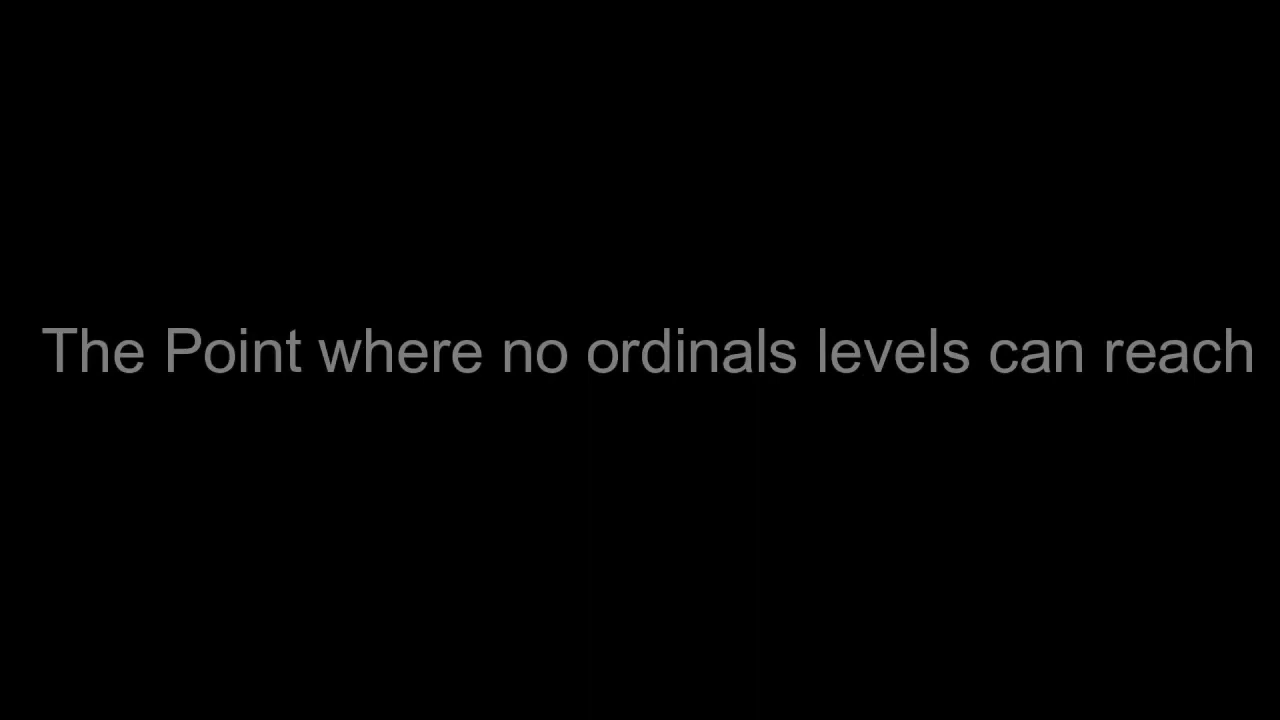 The Point where no ordinals levels can reach